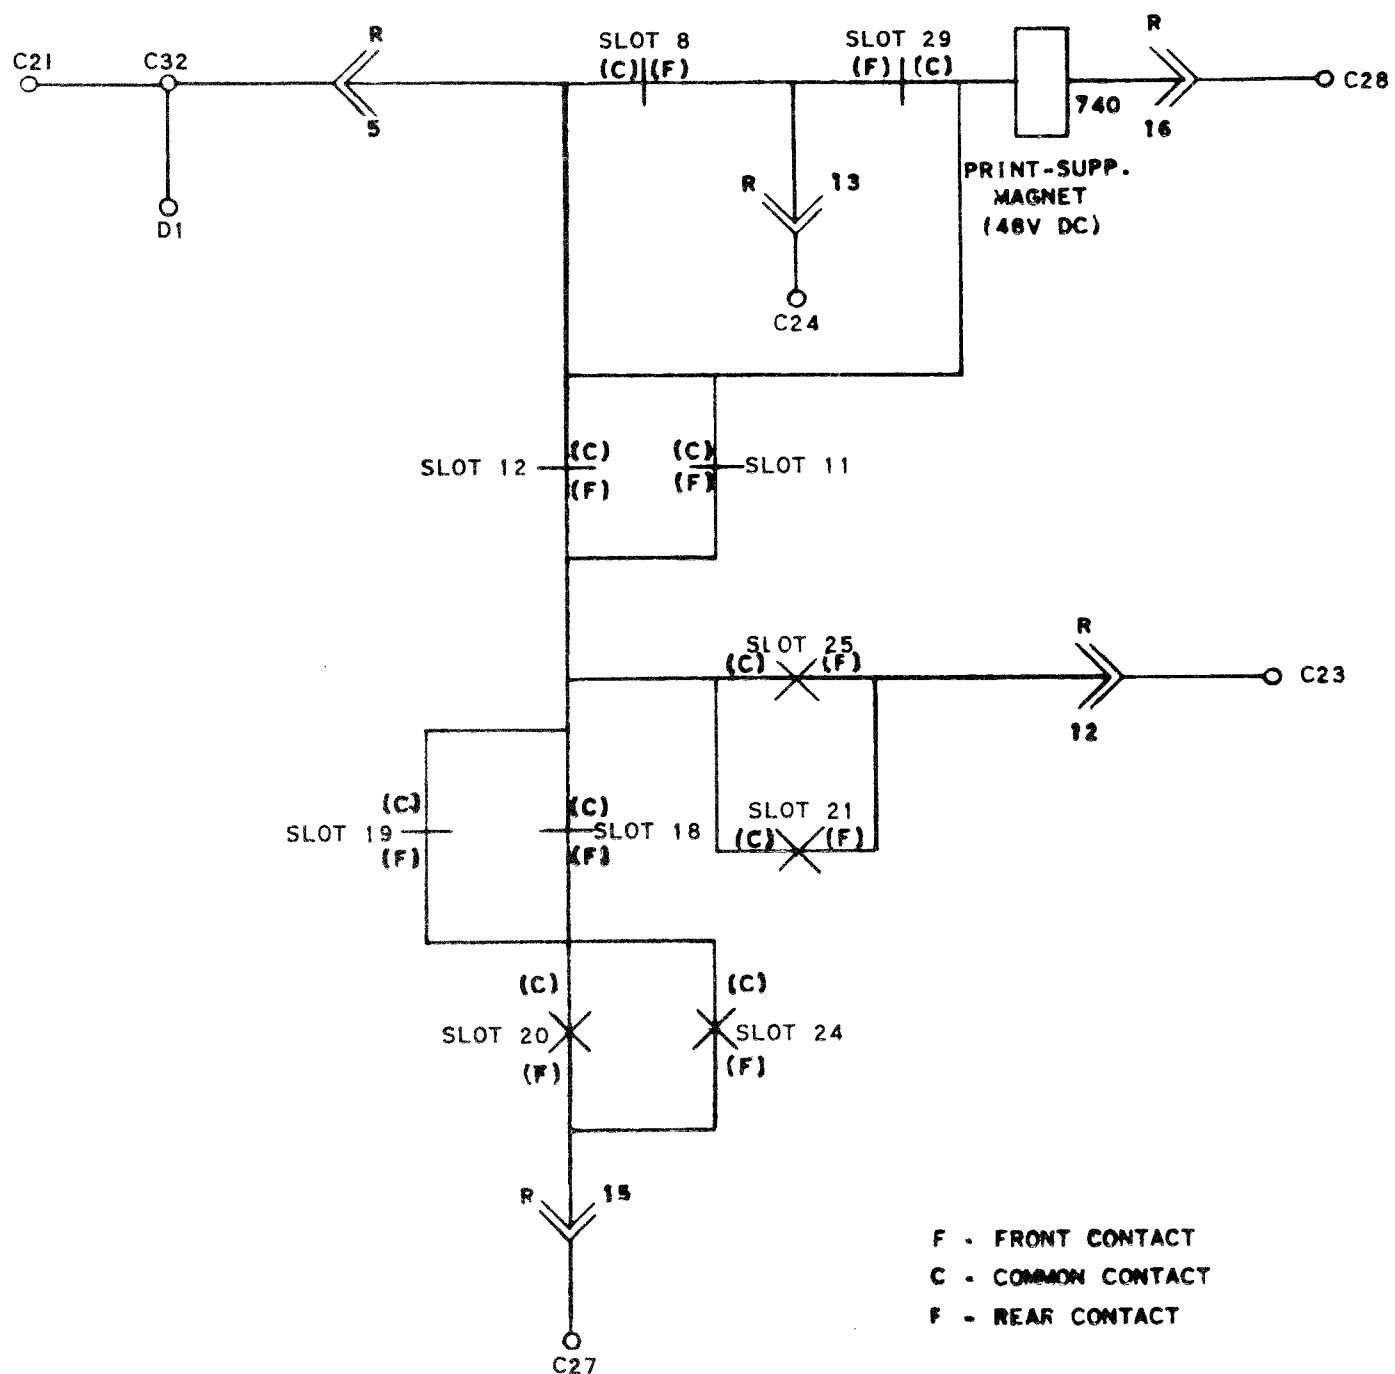 C21
C32
R
5
D1
SLOT 8
(C) (F)
SLOT 29
(F) (C)
740
R
16
C28
PRINT-SUPP.
MAGNET
(48V DC)
R
13
C24
SLOT 12
(C)
(F)
(C)
(F)
SLOT 11
SLOT 25
(C)
(F)
R
12
C23
SLOT 21
(C)
(F)
(C)
SLOT 19
(F)
(C)
SLOT 18
(F)
(C)
SLOT 20
(F)
(C)
SLOT 24
(F)
R
15
C27
F - FRONT CONTACT
C - COMMON CONTACT
F - REAR CONTACT